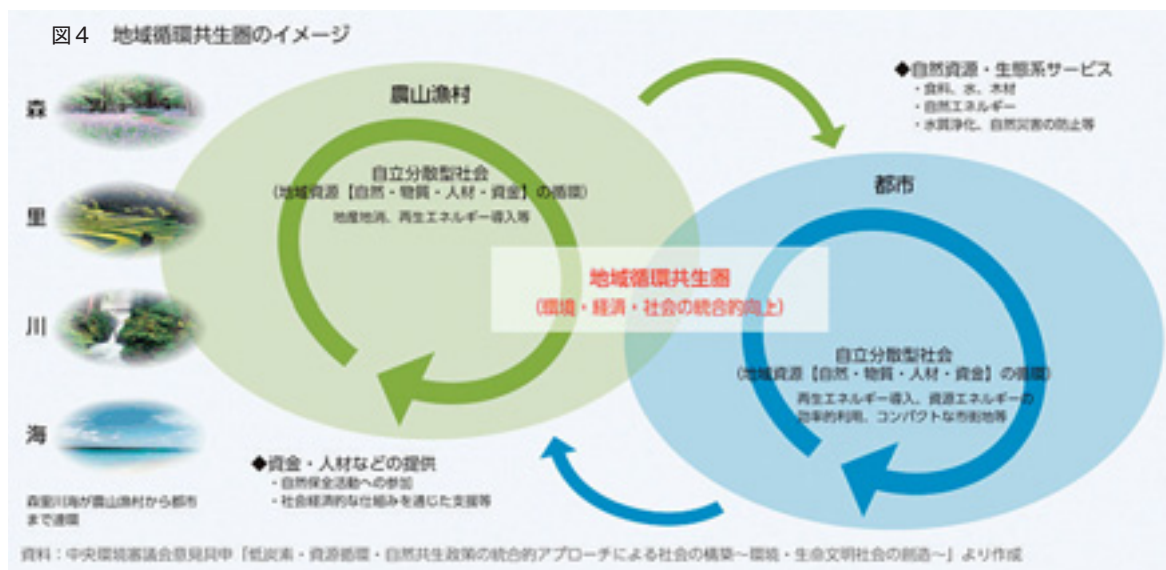 図4 地域循環共生圏のイメージ
森
里
川
海
森里川海が農山漁村から都市
まで連環
農山漁村
自立分散型社会
(地域資源【自然・物質・人材・資金】の循環)
地産地消、再生エネルギー導入等
◆自然資源・生態系サービス
・食料、水、木材
・自然エネルギー
・水質浄化、自然災害の防止等
都市
地域循環共生圏
(環境・経済・社会の統合的向上)
自立分散型社会
(地域資源【自然・物質・人材・資金】の循環)
再生エネルギー導入、資源エネルギーの
効率的利用、コンパクトな市街地等
◆資金・人材などの提供
・自然保全活動への参加
・社会経済的な仕組みを通じた支援等
資料:中央環境審議会意見具申「低炭素・資源循環・自然共生政策の統合的アプローチによる社会の構築~環境・生命文明社会の創造~」より作成